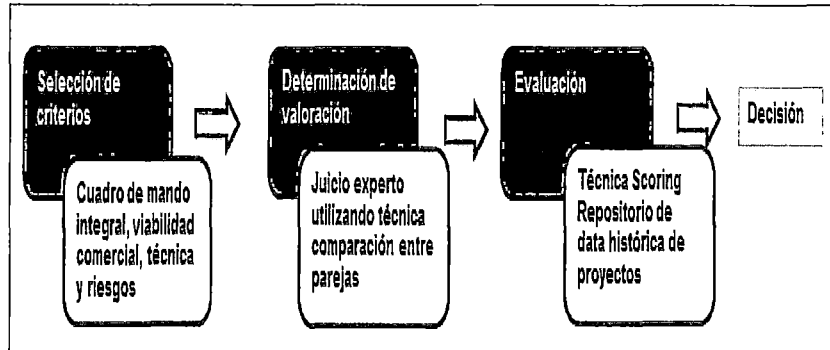 Selección de
criterios
Cuadro de mando
integral, viabilidad
comercial, técnica
y riesgos
Determinación de
valoración
Juicio experto
utilizando técnica
comparación entre
parejas
Evaluación
Técnica Scoring
Repositorio de
data histórica de
proyectos
Decisión